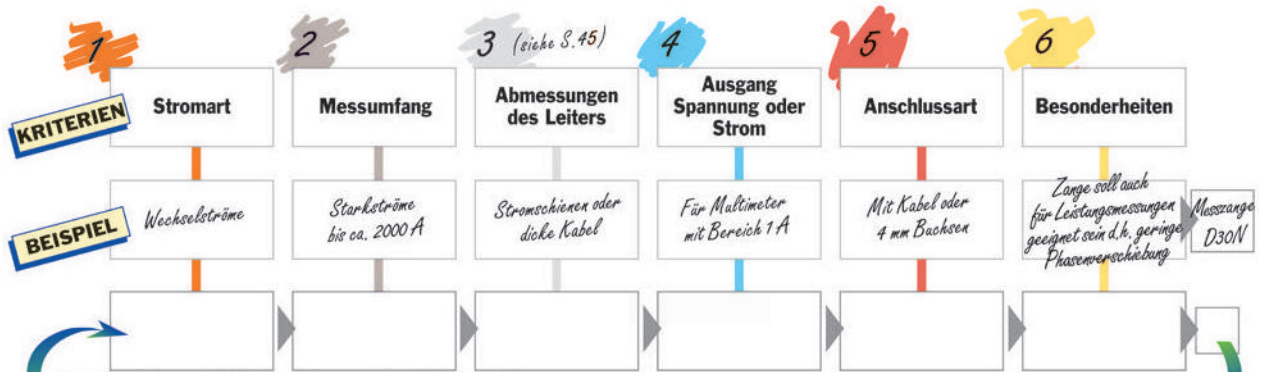 1
2
3 (siehe S.45)
4
5
6
KRITERIEN
Stromart
Messumfang
Abmessungen
des Leiters
Ausgang
Spannung oder
Strom
Anschlussart
Besonderheiten
BEISPIEL
Wechselströme
Starkströme
bis ca. 2000 A
Stromschienen oder
dicke Kabel
Für Multimeter
mit Bereich 1 A
Mit Kabel oder
4 mm Buchsen
Zange soll auch
für Leistungsmessungen
geeignet sein d.h. geringe
Phasenverschiebung
Messzange
D30N